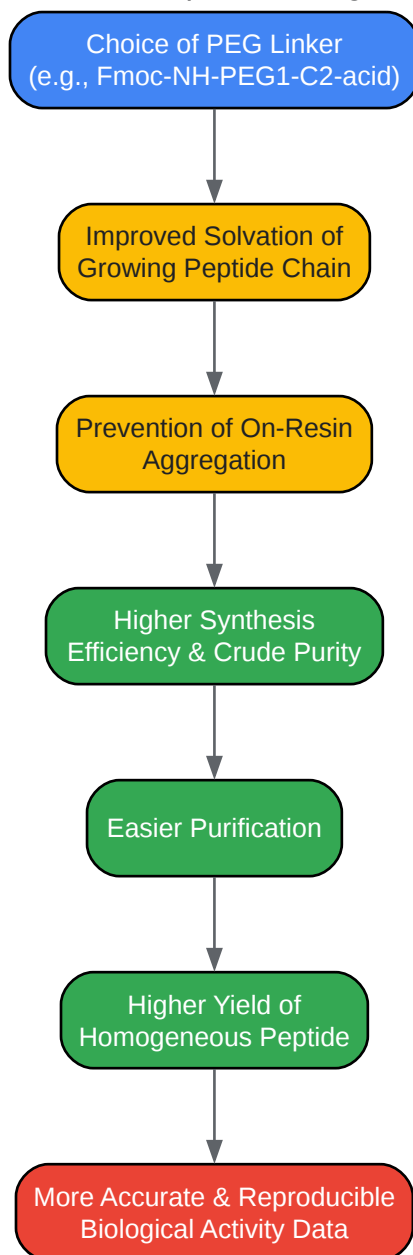 Choice of PEG Linker
(e.g., Fmoc-NH-PEG1-C2-acid)
Improved Solvation of
Growing Peptide Chain
Prevention of On-Resin
Aggregation
Higher Synthesis
Efficiency & Crude Purity
Easier Purification
Higher Yield of
Homogeneous Peptide
More Accurate & Reproducible
Biological Activity Data